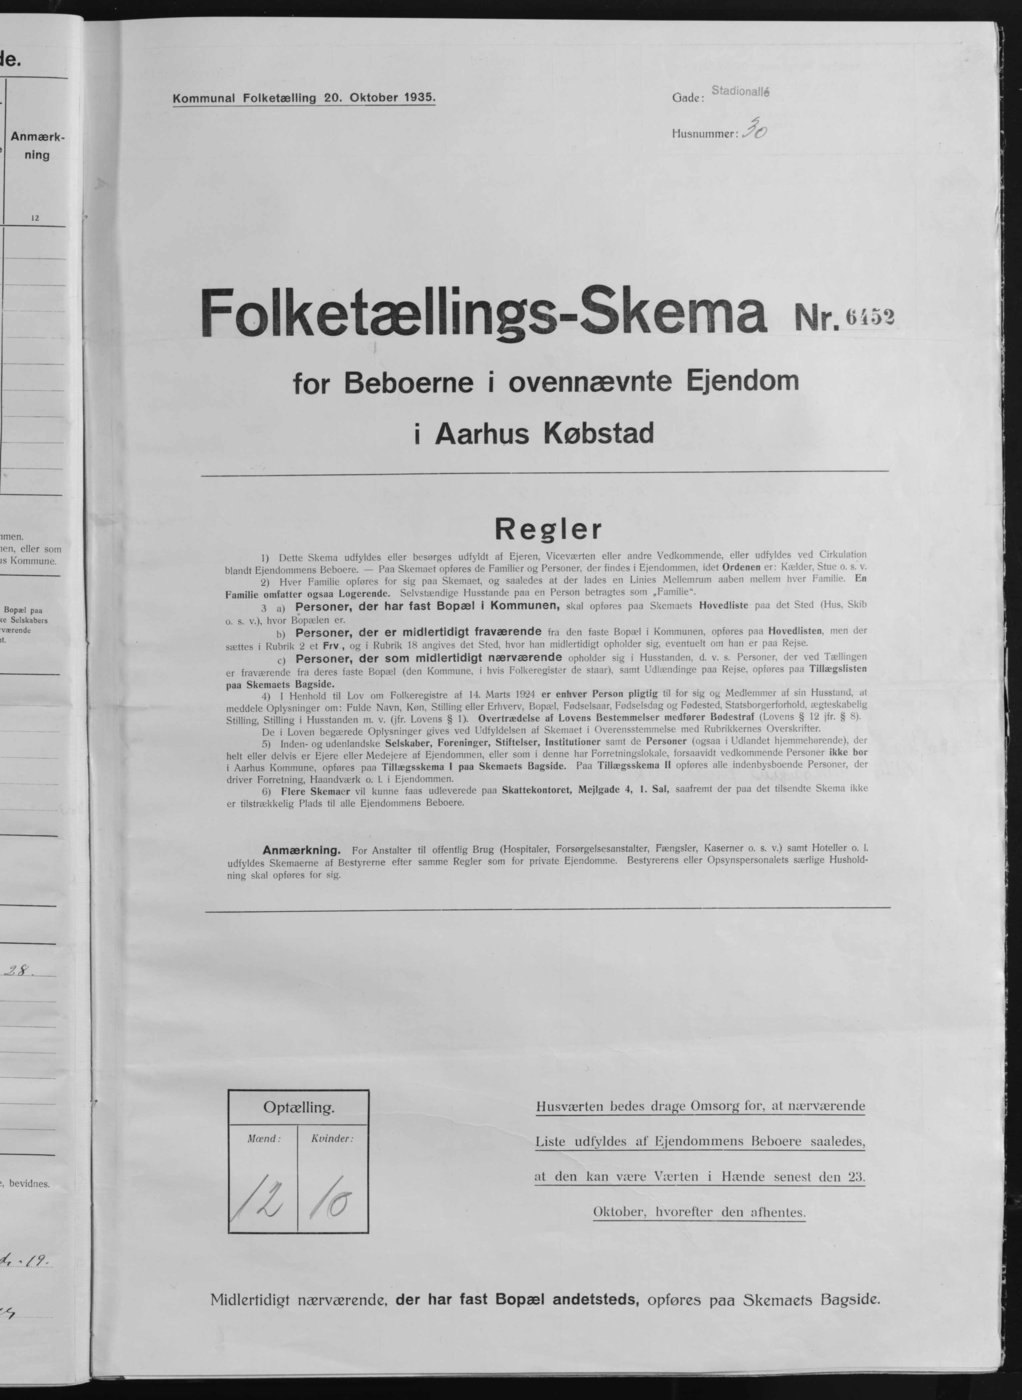 de.
Anmærk-
ning
12
men.
en, eller som
s Kommune.
Bopæl paa
ke Selskabers
værende
28.
, bevidnes.
19.
Kommunal Folketælling 20. Oktober 1935.
Gade: Stadionallé
Husnummer: 30
Folketællings-Skema Nr. 6452
for Beboerne i ovennævnte Ejendom
i Aarhus Købstad
Regler
1) Dette Skema udfyldes eller besørges udfyldt af Ejeren, Viceværten eller andre Vedkommende, eller udfyldes ved Cirkulation
blandt Ejendommens Beboere. — Paa Skemaet opføres de Familier og Personer, der findes i Ejendommen, idet Ordenen er: Kælder, Stue o. s. v.
2) Hver Familie opføres for sig paa Skemaet, og saaledes at der lades en Linies Mellemrum aaben mellem hver Familie. En
Familie omfatter ogsaa Logerende. Selvstændige Husstande paa en Person betragtes som „Familie“.
3 a) Personer, der har fast Bopæl i Kommunen, skal opføres paa Skemaets Hovedliste paa det Sted (Hus, Skib
o. s. v.), hvor Bopælen er.
b) Personer, der er midlertidigt fraværende fra den faste Bopæl i Kommunen, opføres paa Hovedlisten, men der
sættes i Rubrik 2 et Frv., og i Rubrik 18 angives det Sted, hvor han midlertidigt opholder sig, eventuelt om han er paa Rejse.
c) Personer, der som midlertidigt nærværende opholder sig i Husstanden, d. v. s. Personer, der ved Tællingen
er fraværende fra deres faste Bopæl (den Kommune, i hvis Folkeregister de staar), samt Udlændinge paa Rejse, opføres paa Tillægslisten
paa Skemaets Bagside.
4) I Henhold til Lov om Folkeregistre af 14. Marts 1924 er enhver Person pligtig til for sig og Medlemmer af sin Husstand, at
meddele Oplysninger om: Fulde Navn, Køn, Stilling eller Erhverv, Bopæl, Fødselsaar, Fødselsdag og Fødested, Statsborgerforhold, ægteskabelig
Stilling, Stilling i Husstanden m. v. (jfr. Lovens § 1). Overtrædelse af Lovens Bestemmelser medfører Bødestraf (Lovens § 12 jfr. § 8).
De i Loven begærede Oplysninger gives ved Udfyldelsen af Skemaet i Overensstemmelse med Rubrikkernes Overskrifter.
5) Inden- og udenlandske Selskaber, Foreninger, Stiftelser, Institutioner samt de Personer (ogsaa i Udlandet hjemmehørende), der
helt eller delvis er Ejere eller Medejere af Ejendommen, eller som i denne har Forretningslokale, forsaavidt vedkommende Personer ikke bor
i Aarhus Kommune, opføres paa Tillægsskema I paa Skemaets Bagside. Paa Tillægsskema II opføres alle indenbysboende Personer, der
driver Forretning, Haandværk o. l. i Ejendommen.
6) Flere Skemaer vil kunne faas udleverede paa Skattekontoret, Mejlgade 4, 1. Sal, saafremt der paa det tilsendte Skema ikke
er tilstrækkelig Plads til alle Ejendommens Beboere.
Anmærkning. For Anstalter til offentlig Brug (Hospitaler, Forsørgelsesanstalter, Fængsler, Kaserner o. s. v.) samt Hoteller o. l.
udfyldes Skemaerne af Bestyrerne efter samme Regler som for private Ejendomme. Bestyrerens eller Opsynspersonalets særlige Hushold-
ning skal opføres for sig.
Optælling.
Mænd: Kvinder:
12 10
Husværten bedes drage Omsorg for, at nærværende
Liste udfyldes af Ejendommens Beboere saaledes,
at den kan være Værten i Hænde senest den 23.
Oktober, hvorefter den afhentes.
Midlertidigt nærværende, der har fast Bopæl andetsteds, opføres paa Skemaets Bagside.